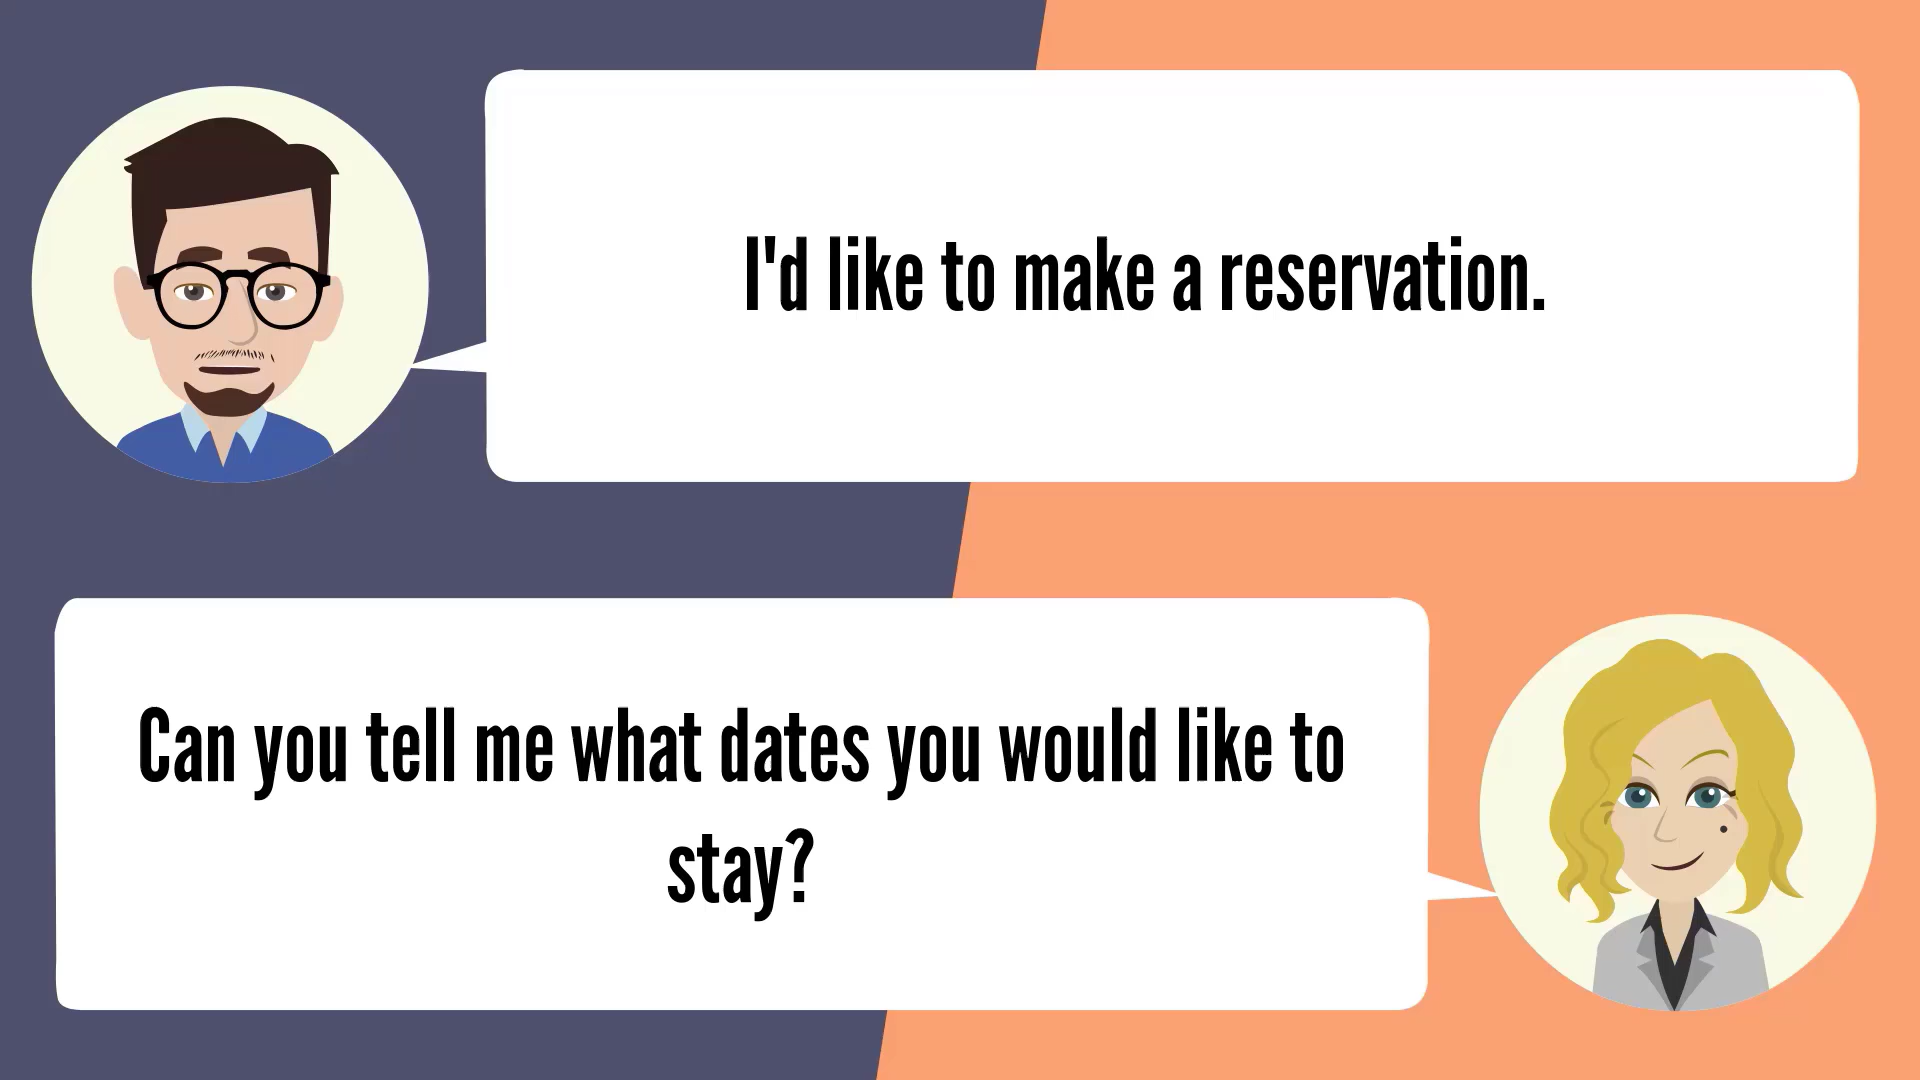 I'd like to make a reservation.
Can you tell me what dates you would like to
stay?